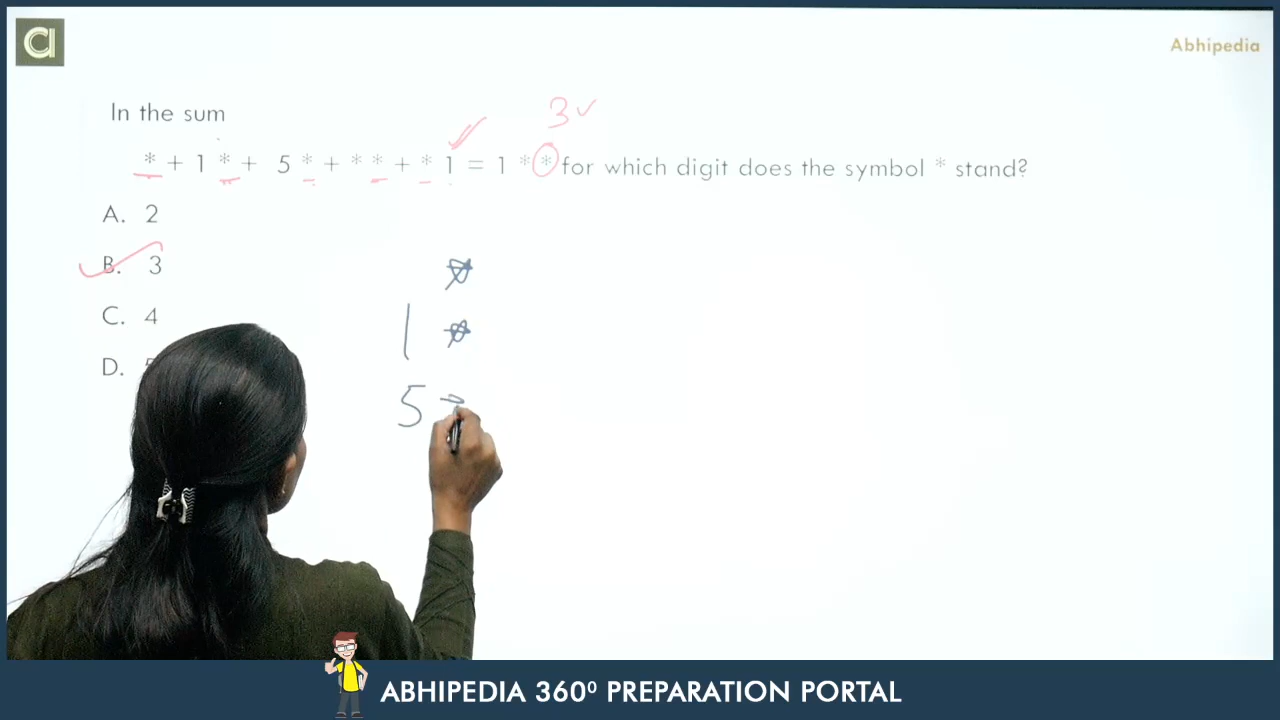 Abhipedia
In the sum
3
* + 1 * + 5 * + * * + * 1 = 1 * * for which digit does the symbol * stand?
A. 2
B. 3
C. 4
D.
*
1 *
5
ABHIPEDIA 360⁰ PREPARATION PORTAL